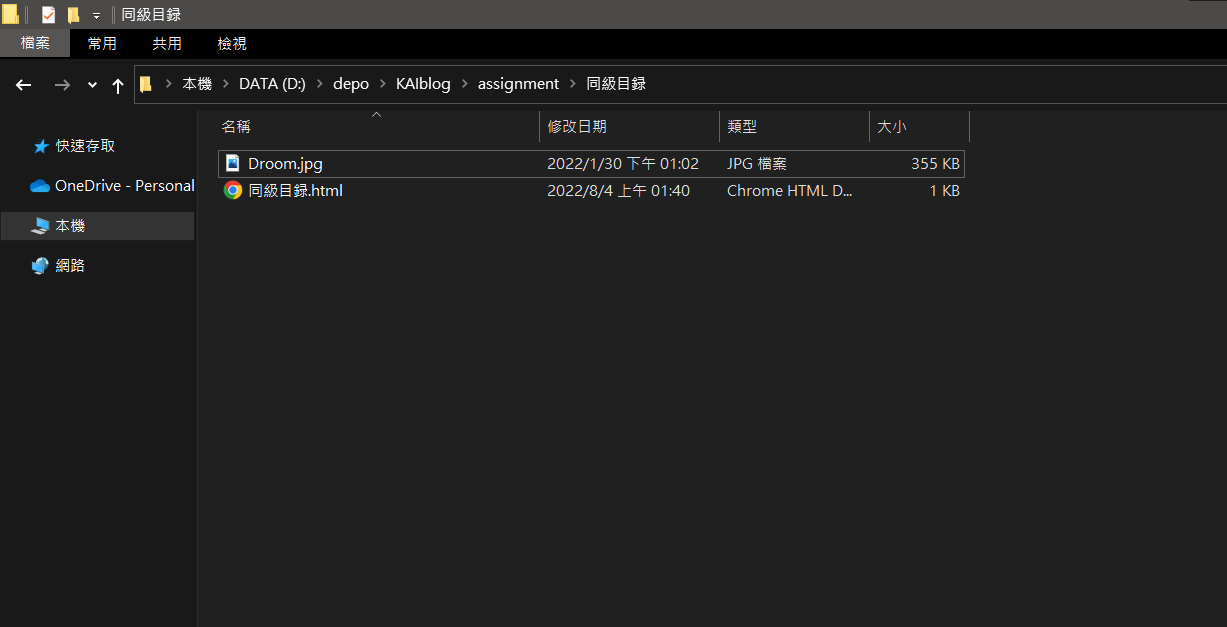 同級目録
檔案 常用 共用 檢視
本機 DATA (D:) depo KAIblog assignment 同級目録
名稱 修改日期 類型 大小
快速存取
OneDrive - Personal
本機
網路
Droom.jpg 2022/1/30 下午 01:02 JPG 檔案 355 KB
同級目録.html 2022/8/4 上午 01:40 Chrome HTML D... 1 KB